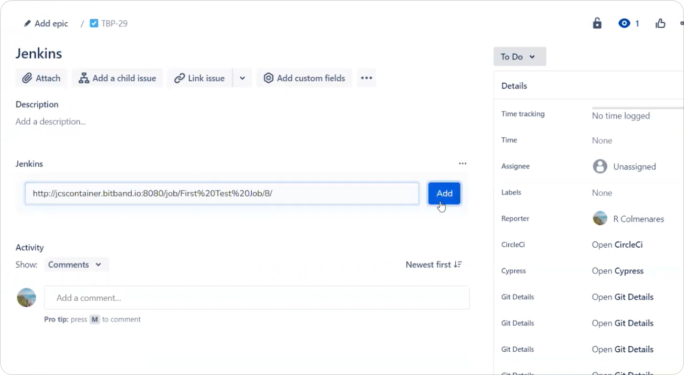 Add epic / TBP-29 1
Jenkins
To Do
Attach Add a child issue Link issue Add custom fields
Details
Description
Add a description...
Time tracking No time logged
Time None
Jenkins
Assignee Unassigned
http://jcscontainer.bitband.io:8080/job/First%20Test%20Job/8/ Add
Labels None
Reporter R Colmenares
Activity
CircleCi Open CircleCi
Show: Comments Newest first
Cypress Open Cypress
Add a comment...
Git Details Open Git Details
Pro tip: press M to comment
Git Details Open Git Details
Git Details Open Git Details
Git Details Open Git Details